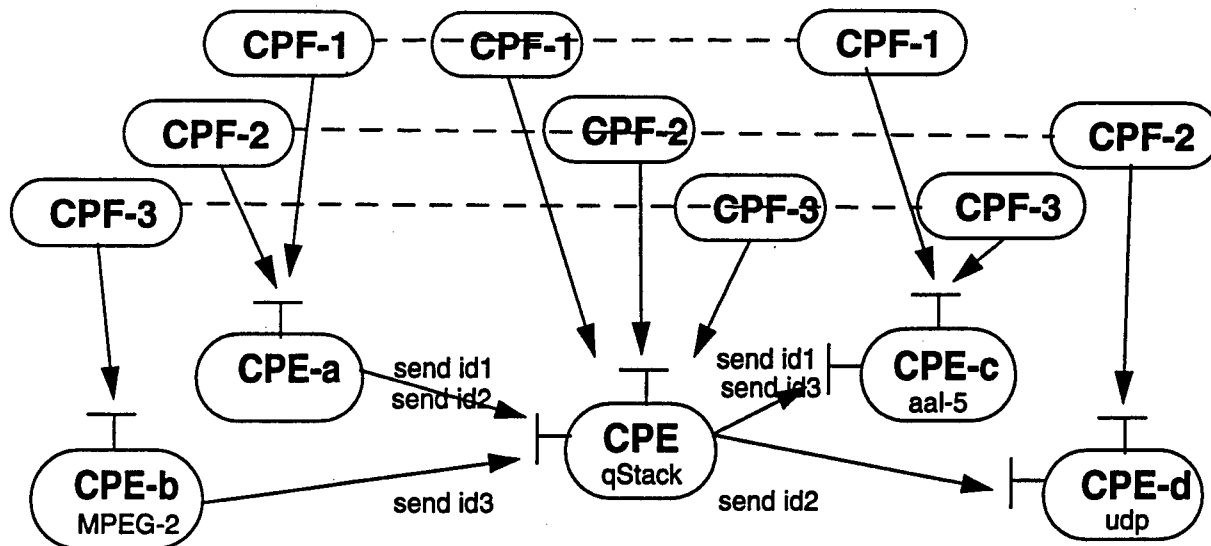 CPF-1
CPF-1
CPF-1
CPF-2
CPF-2
CPF-2
CPF-3
CPF-3
CPF-3
CPE-a
send id1
send id2
send id1
send id3
CPE-c
aal-5
CPE
qStack
CPE-b
MPEG-2
send id3
send id2
CPE-d
udp